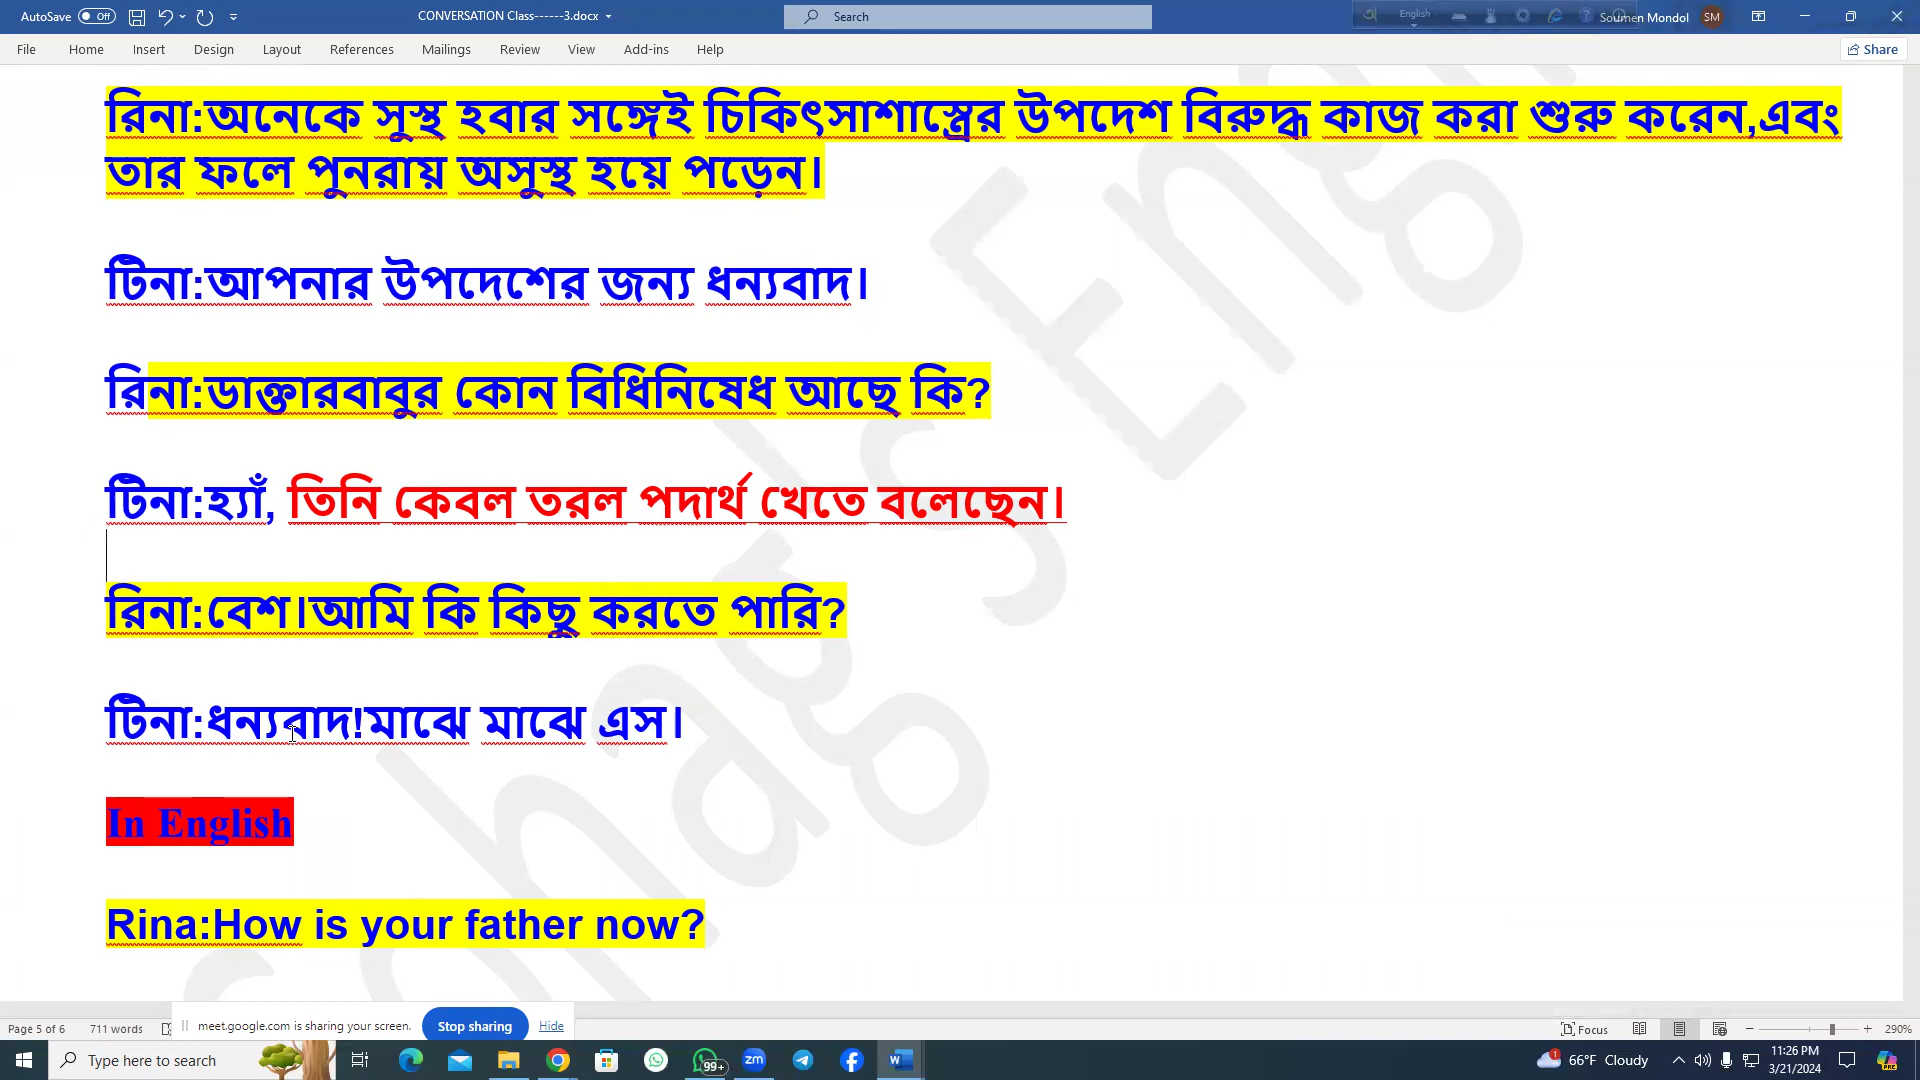 AutoSave Off CONVERSATION Class------3.docx Search English Soumen Mondol SM
File Home Insert Design Layout References Mailings Review View Add-ins Help Share
রিনা:অনেকে সুস্থ হবার সঙ্গেই চিকিৎসাশাস্ত্রের উপদেশ বিরুদ্ধ কাজ করা শুরু করেন,এবং
তার ফলে পুনরায় অসুস্থ হয়ে পড়েন।
টিনা:আপনার উপদেশের জন্য ধন্যবাদ।
রিনা:ডাক্তারবাবুর কোন বিধিনিষেধ আছে কি?
টিনা:হ্যাঁ, তিনি কেবল তরল পদার্থ খেতে বলেছেন।
রিনা:বেশ।আমি কি কিছু করতে পারি?
টিনা:ধন্যবাদ!মাঝে মাঝে এস।
In English
Rina:How is your father now?
meet.google.com is sharing your screen. Stop sharing Hide
Page 5 of 6 711 words Focus 290%
Type here to search 99+ zm 66°F Cloudy 11:26 PM
3/21/2024